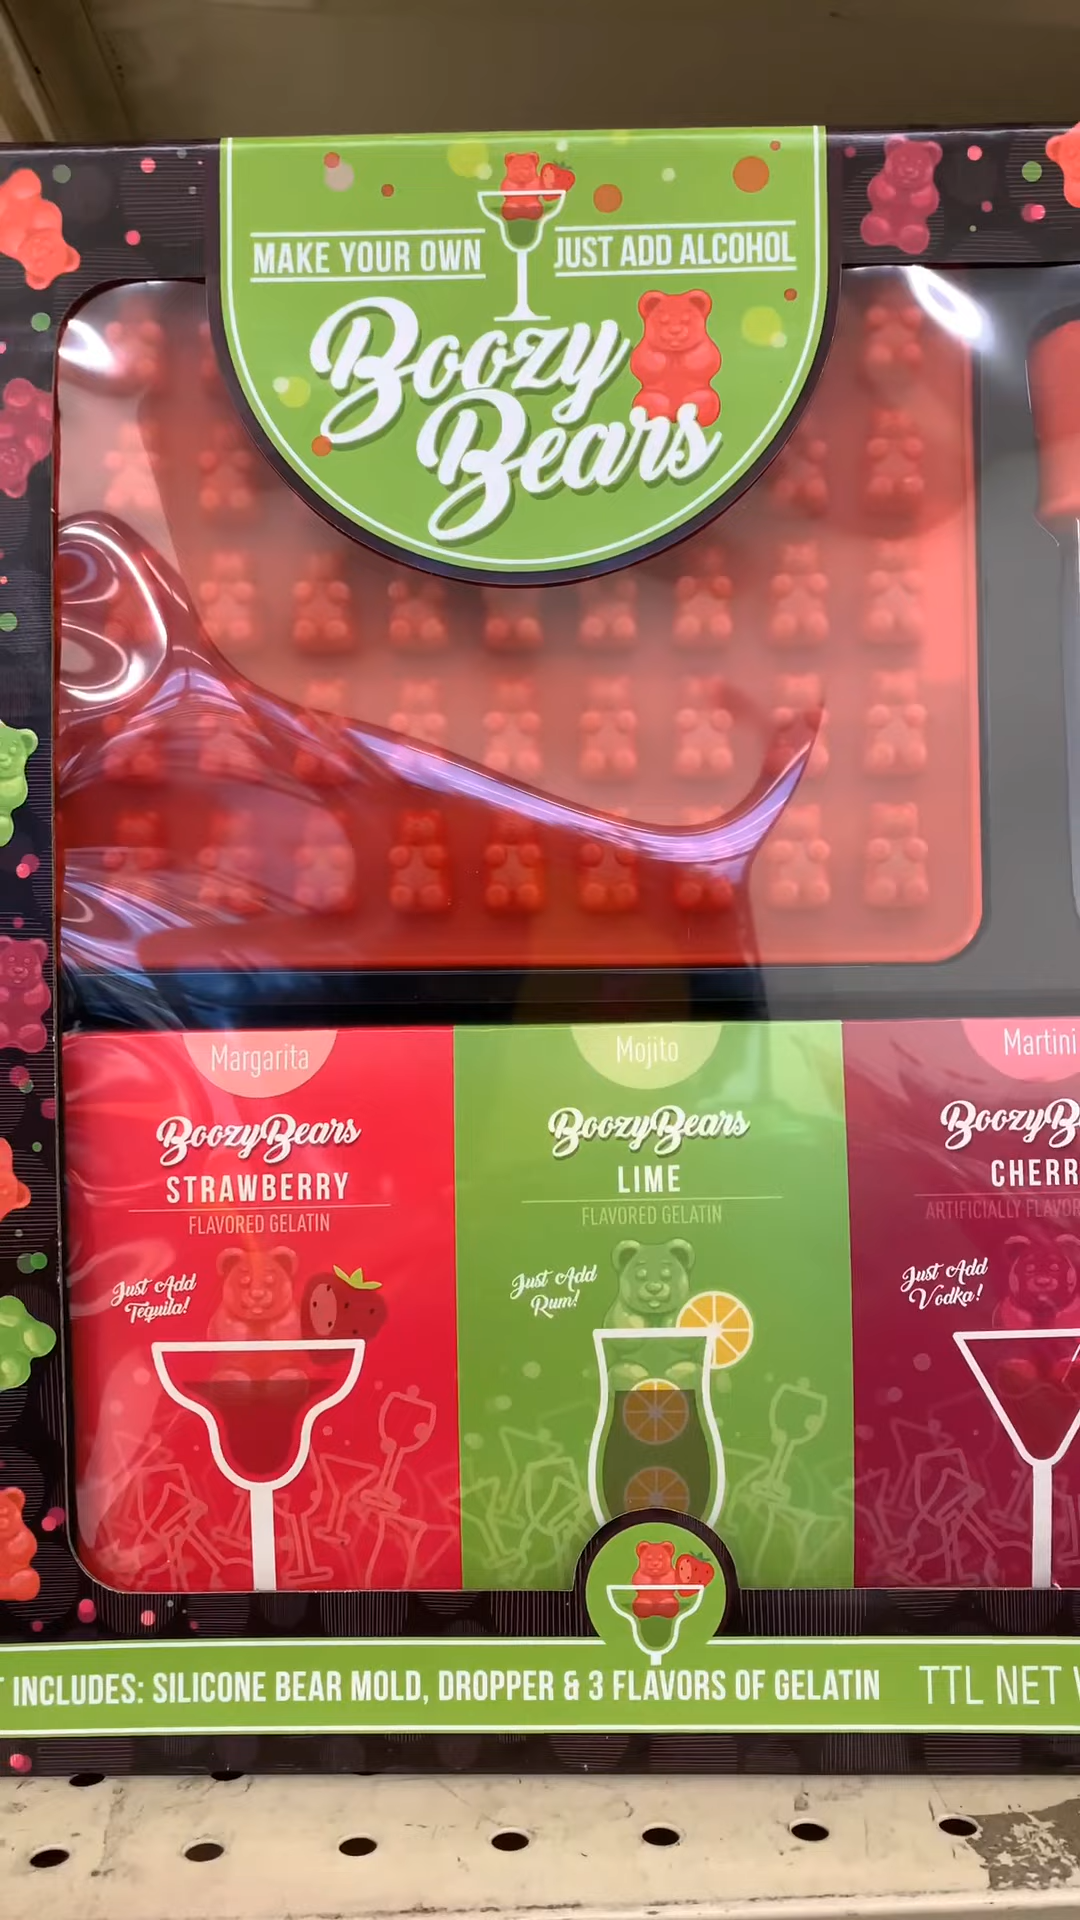 MAKE YOUR OWN
JUST ADD ALCOHOL
Boozy
Bears
Margarita
BoozyBears
STRAWBERRY
FLAVORED GELATIN
Just Add
Tequila!
Mojito
BoozyBears
LIME
FLAVORED GELATIN
Just Add
Rum!
Martini
BoozyB
CHERR
ARTIFICIALLY FLAVOR
Just Add
Vodka!
INCLUDES: SILICONE BEAR MOLD, DROPPER & 3 FLAVORS OF GELATIN
TTL NET